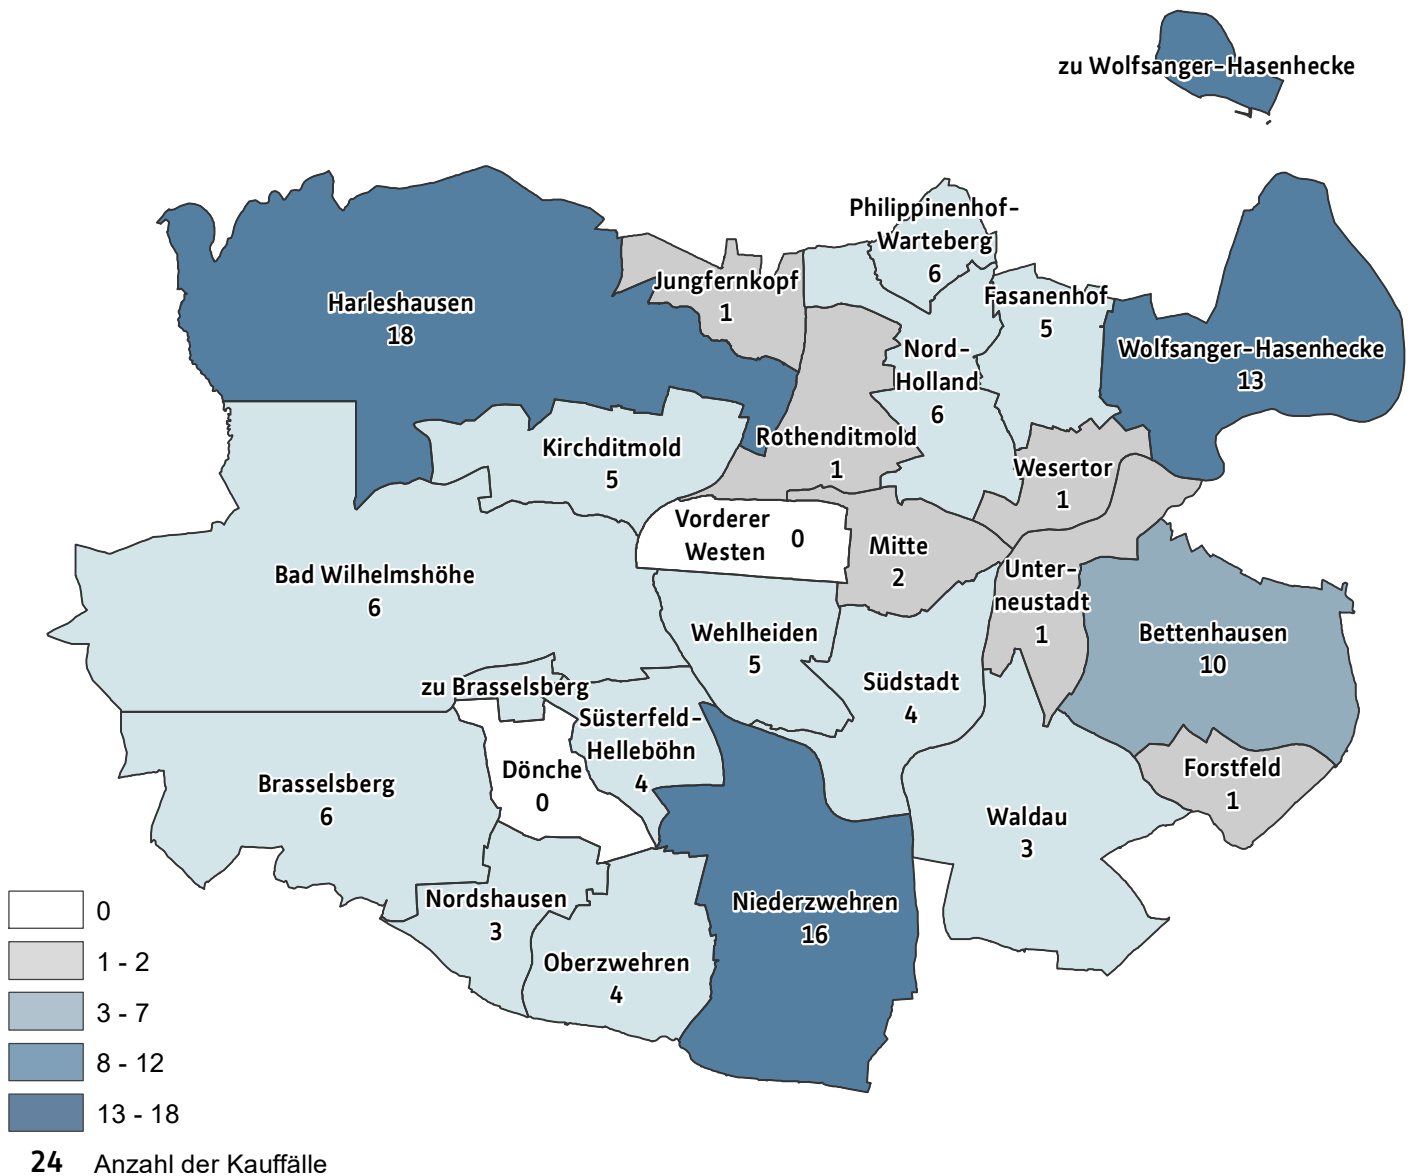 zu Wolfsanger-Hasenhecke
Philippinenhof-
Warteberg
6
Jungfernkopf
1
Harleshausen
18
Fasanenhof
5
Nord-
Holland
6
Wolfsanger-Hasenhecke
13
Kirchditmold
5
Rothenditmold
1
Wesertor
1
Vorderer
Westen
0
Mitte
2
Bad Wilhelmshöhe
6
Unter-
neustadt
1
Wehlheiden
5
Bettenhausen
10
zu Brasselsberg
Südstadt
4
Süsterfeld-
Helleböhn
4
Dönche
0
Brasselsberg
6
Forstfeld
1
Waldau
3
Nordshausen
3
Niederzwehren
16
Oberzwehren
4
0
1 - 2
3 - 7
8 - 12
13 - 18
24 Anzahl der Kauffälle